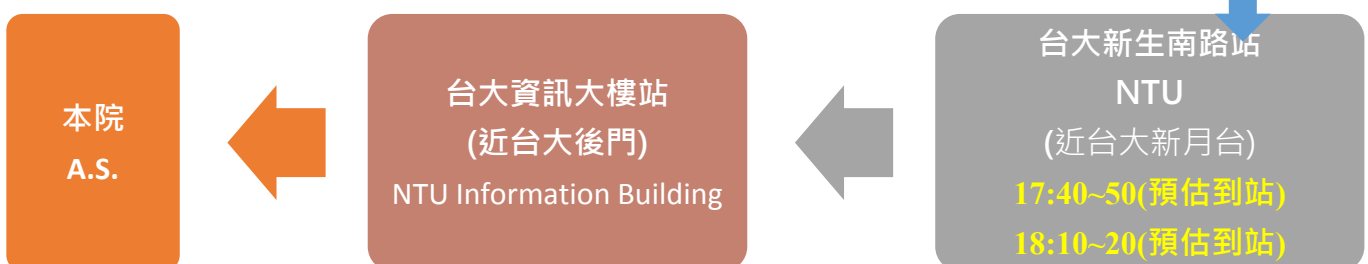 本院
A.S.
台大資訊大樓站
(近台大後門)
NTU Information Building
台大新生南路站
NTU
(近台大新月台)
17:40~50(預估到站)
18:10~20(預估到站)